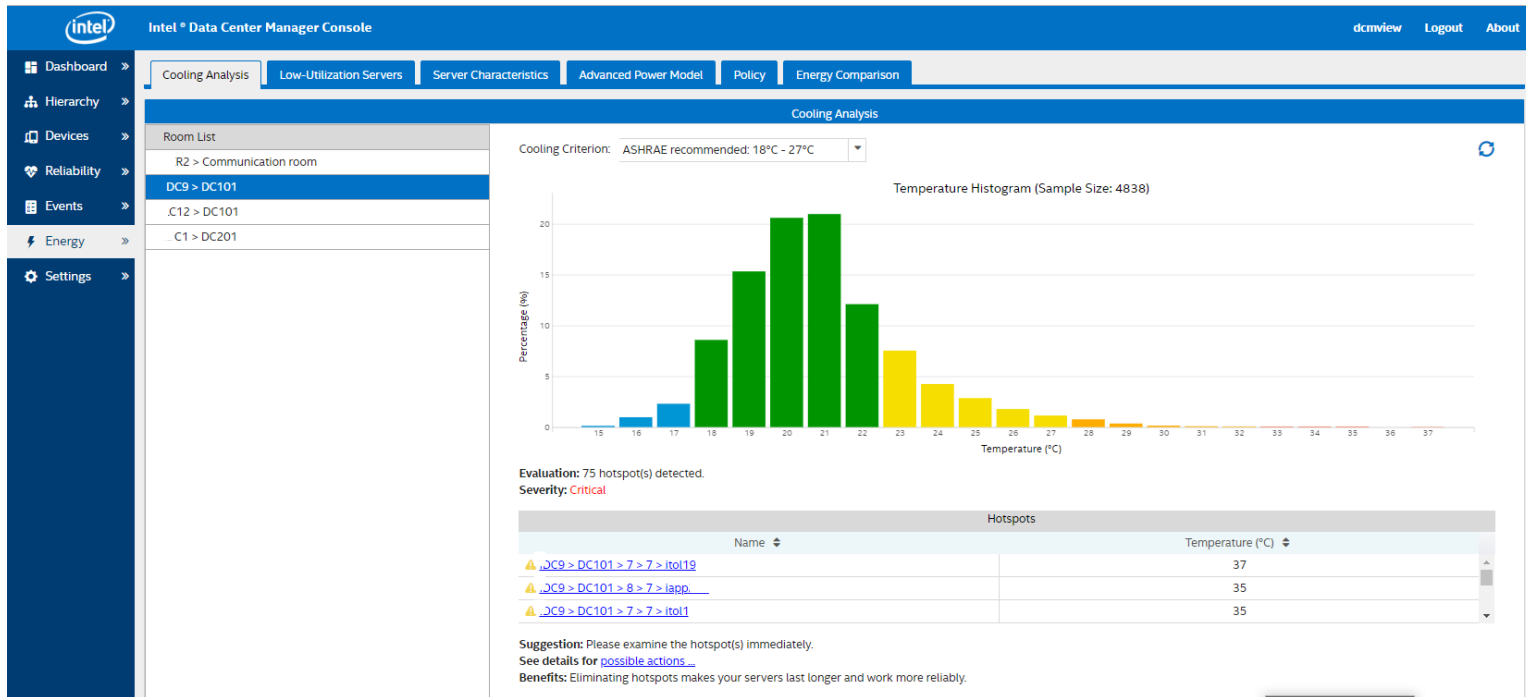 intel
Intel ® Data Center Manager Console
dcmview Logout About
Dashboard »
Hierarchy »
Devices »
Reliability »
Events »
Energy »
Settings »
Cooling Analysis Low-Utilization Servers Server Characteristics Advanced Power Model Policy Energy Comparison
Cooling Analysis
Room List
R2 > Communication room
DC9 > DC101
.C12 > DC101
C1 > DC201
Cooling Criterion: ASHRAE recommended: 18°C - 27°C
Temperature Histogram (Sample Size: 4838)
Percentage (%)
20
15
10
5
0
15 16 17 18 19 20 21 22 23 24 25 26 27 28 29 30 31 32 33 34 35 36 37
Temperature (°C)
Evaluation: 75 hotspot(s) detected.
Severity: Critical
Hotspots
Name Temperature (°C)
.DC9 > DC101 > 7 > 7 > itol19 37
.DC9 > DC101 > 8 > 7 > iapp. 35
.DC9 > DC101 > 7 > 7 > itol1 35
Suggestion: Please examine the hotspot(s) immediately.
See details for possible actions ...
Benefits: Eliminating hotspots makes your servers last longer and work more reliably.